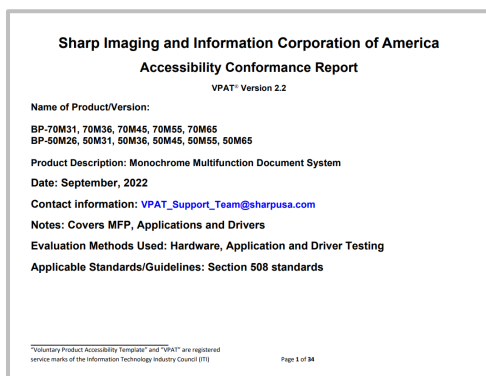 Sharp Imaging and Information Corporation of America
Accessibility Conformance Report
VPAT® Version 2.2
Name of Product/Version:
BP-70M31, 70M36, 70M45, 70M55, 70M65
BP-50M26, 50M31, 50M36, 50M45, 50M55, 50M65
Product Description: Monochrome Multifunction Document System
Date: September, 2022
Contact information: VPAT_Support_Team@sharpusa.com
Notes: Covers MFP, Applications and Drivers
Evaluation Methods Used: Hardware, Application and Driver Testing
Applicable Standards/Guidelines: Section 508 standards
"Voluntary Product Accessibility Template" and "VPAT" are registered
service marks of the Information Technology Industry Council (ITI)
Page 1 of 34